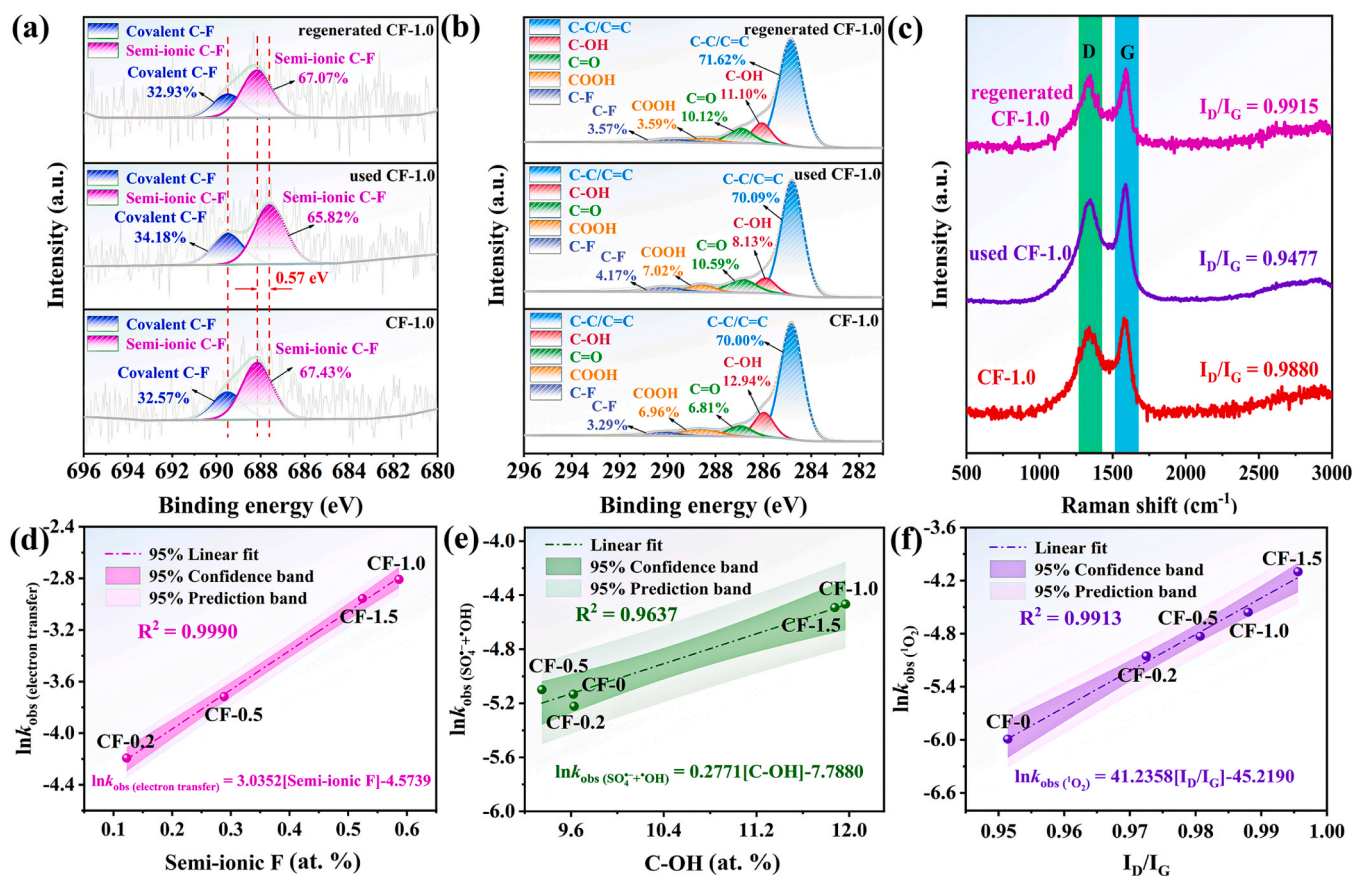 (a)
Covalent C-F
Semi-ionic C-F
regenerated CF-1.0
Covalent C-F
32.93%
Semi-ionic C-F
67.07%
Covalent C-F
Semi-ionic C-F
used CF-1.0
Covalent C-F
34.18%
Semi-ionic C-F
65.82%
0.57 eV
Covalent C-F
Semi-ionic C-F
CF-1.0
Covalent C-F
32.57%
Semi-ionic C-F
67.43%
Intensity (a.u.)
696 694 692 690 688 686 684 682 680
Binding energy (eV)
(b)
C-C/C=C
C-OH
C=O
COOH
C-F
regenerated CF-1.0
C-C/C=C
71.62%
C-OH
11.10%
C=O
10.12%
COOH
3.59%
C-F
3.57%
C-C/C=C
C-OH
C=O
COOH
C-F
used CF-1.0
C-C/C=C
70.09%
C-OH
8.13%
C=O
10.59%
COOH
7.02%
C-F
4.17%
C-C/C=C
C-OH
C=O
COOH
C-F
CF-1.0
C-C/C=C
70.00%
C-OH
12.94%
C=O
6.81%
COOH
6.96%
C-F
3.29%
Intensity (a.u.)
296 294 292 290 288 286 284 282
Binding energy (eV)
(c)
D G
regenerated
CF-1.0
I_D/I_G = 0.9915
used CF-1.0
I_D/I_G = 0.9477
CF-1.0
I_D/I_G = 0.9880
Intensity (a.u.)
500 1000 1500 2000 2500 3000
Raman shift (cm⁻¹)
(d)
95% Linear fit
95% Confidence band
95% Prediction band
R² = 0.9990
CF-1.0
CF-1.5
CF-0.5
CF-0.2
lnk_obs (electron transfer) = 3.0352[Semi-ionic F]-4.5739
lnk_obs (electron transfer)
-2.4
-2.8
-3.2
-3.6
-4.0
-4.4
0.1 0.2 0.3 0.4 0.5 0.6
Semi-ionic F (at. %)
(e)
Linear fit
95% Confidence band
95% Prediction band
R² = 0.9637
CF-1.0
CF-1.5
CF-0.5
CF-0
CF-0.2
lnk_obs (SO₄•⁻+•OH) = 0.2771[C-OH]-7.7880
lnk_obs (SO₄•⁻+•OH)
-4.0
-4.4
-4.8
-5.2
-5.6
-6.0
9.6 10.4 11.2 12.0
C-OH (at. %)
(f)
Linear fit
95% Confidence band
95% Prediction band
R² = 0.9913
CF-1.5
CF-0.5
CF-1.0
CF-0.2
CF-0
lnk_obs (¹O₂) = 41.2358[I_D/I_G]-45.2190
lnk_obs (¹O₂)
-3.6
-4.2
-4.8
-5.4
-6.0
-6.6
0.95 0.96 0.97 0.98 0.99 1.00
I_D/I_G